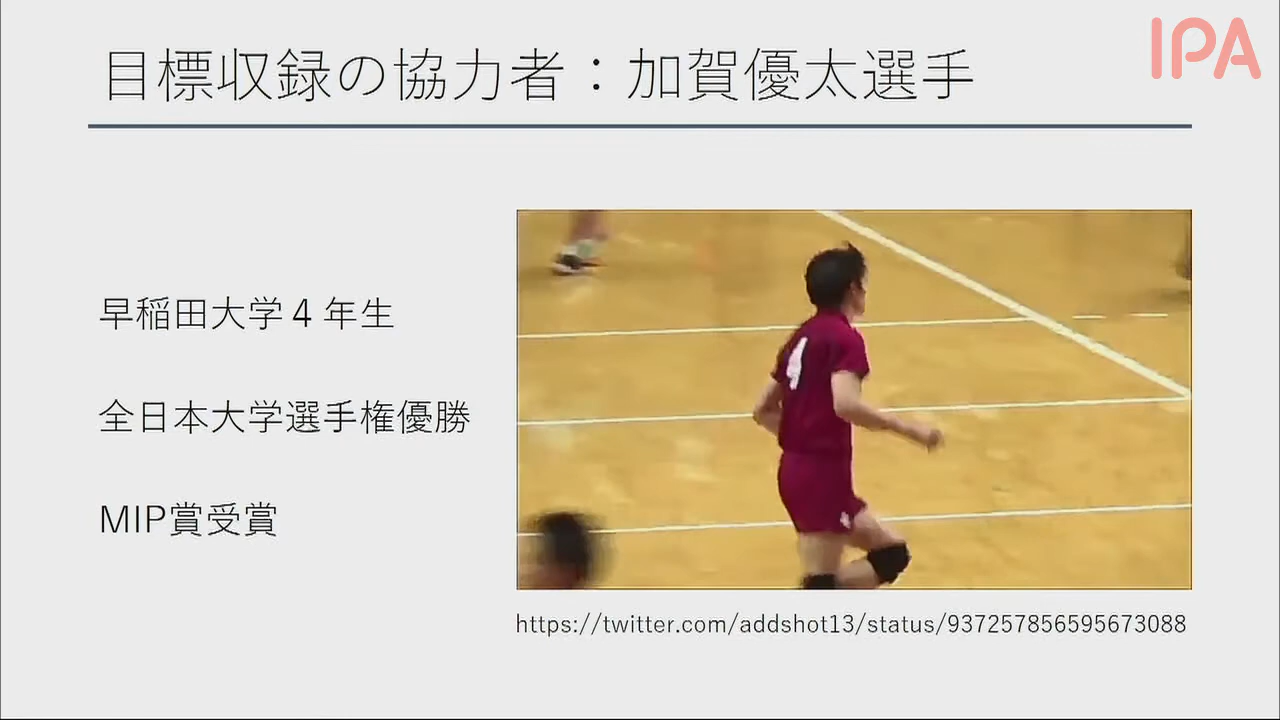 IPA
目標収録の協力者：加賀優太選手
早稲田大学4年生
全日本大学選手権優勝
MIP賞受賞
4
https://twitter.com/addshot13/status/937257856595673088